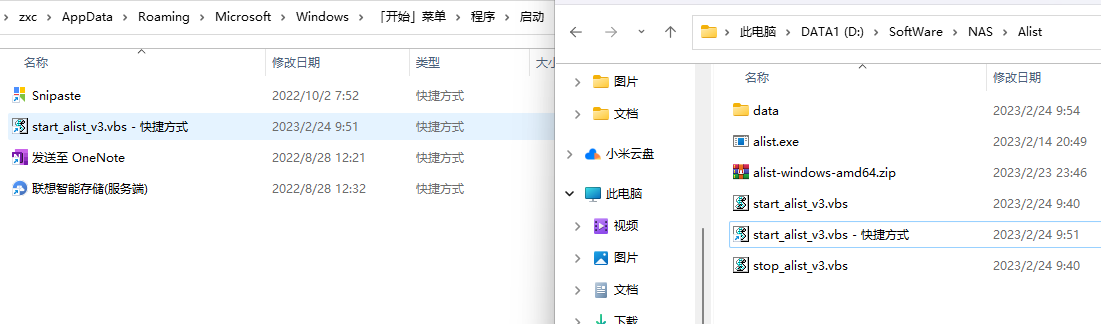 zxc > AppData > Roaming > Microsoft > Windows > 「开始」菜单 > 程序 > 启动
名称 修改日期 类型 大小
Snipaste 2022/10/2 7:52 快捷方式
start_alist_v3.vbs - 快捷方式 2023/2/24 9:51 快捷方式
发送至 OneNote 2022/8/28 12:21 快捷方式
联想智能存储(服务端) 2022/8/28 12:32 快捷方式
此电脑 > DATA1 (D:) > SoftWare > NAS > Alist
图片
文档
小米云盘
此电脑
视频
图片
文档
下载
名称 修改日期
data 2023/2/24 9:54
alist.exe 2023/2/14 20:49
alist-windows-amd64.zip 2023/2/23 23:46
start_alist_v3.vbs 2023/2/24 9:40
start_alist_v3.vbs - 快捷方式 2023/2/24 9:51
stop_alist_v3.vbs 2023/2/24 9:40